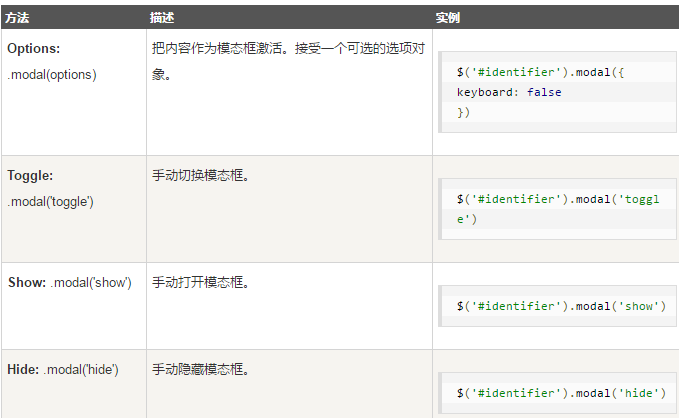 方法 描述 实例
Options: 把内容作为模态框激活。接受一个可选的选项对
.modal(options) 象。
$('#identifier').modal({
keyboard: false
})
Toggle: 手动切换模态框。
.modal('toggle')
$('#identifier').modal('toggl
e')
Show: .modal('show') 手动打开模态框。
$('#identifier').modal('show')
Hide: .modal('hide') 手动隐藏模态框。
$('#identifier').modal('hide')